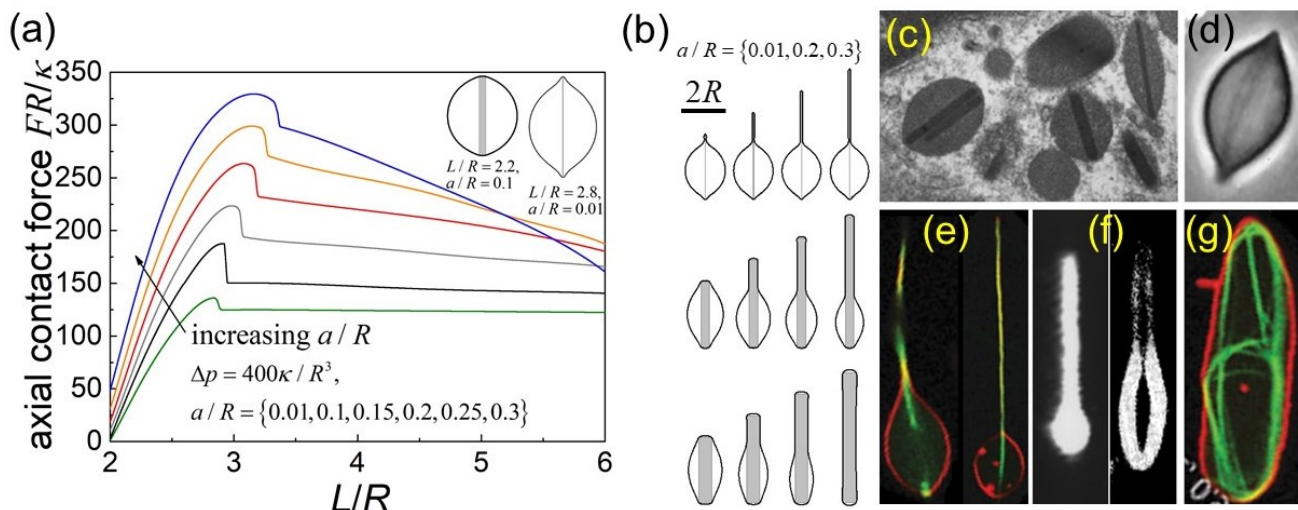 (a)
axial contact force FR/κ
350
300
250
200
150
100
50
0
2
3
4
5
6
L/R
L / R = 2.2,
a / R = 0.1
L / R = 2.8,
a / R = 0.01
increasing a / R
Δp = 400κ / R³,
a / R = {0.01, 0.1, 0.15, 0.2, 0.25, 0.3}
(b)
a / R = {0.01, 0.2, 0.3}
2R
(c)
(d)
(e)
(f)
(g)